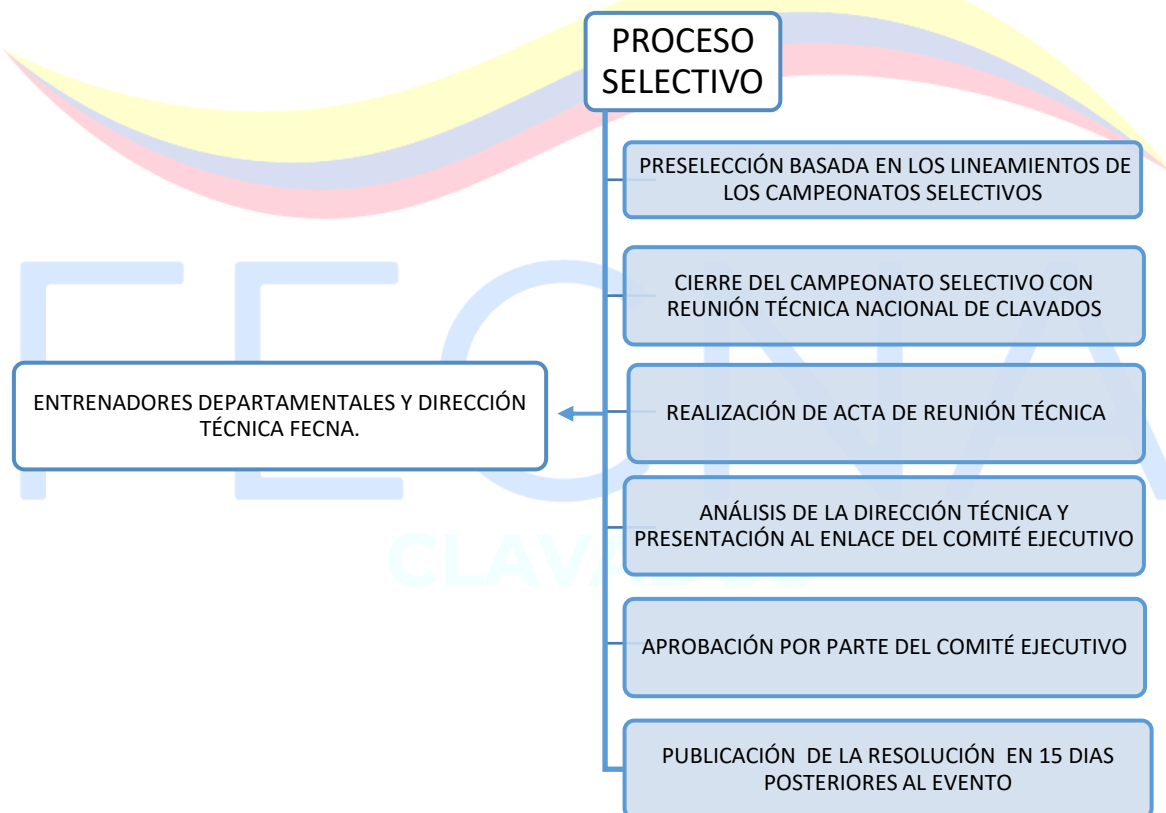 PROCESO
SELECTIVO
PRESELECCIÓN BASADA EN LOS LINEAMIENTOS DE
LOS CAMPEONATOS SELECTIVOS
CIERRE DEL CAMPEONATO SELECTIVO CON
REUNIÓN TÉCNICA NACIONAL DE CLAVADOS
ENTRENADORES DEPARTAMENTALES Y DIRECCIÓN
TÉCNICA FECNA.
REALIZACIÓN DE ACTA DE REUNIÓN TÉCNICA
ANÁLISIS DE LA DIRECCIÓN TÉCNICA Y
PRESENTACIÓN AL ENLACE DEL COMITÉ EJECUTIVO
APROBACIÓN POR PARTE DEL COMITÉ EJECUTIVO
PUBLICACIÓN DE LA RESOLUCIÓN EN 15 DIAS
POSTERIORES AL EVENTO
FECNA